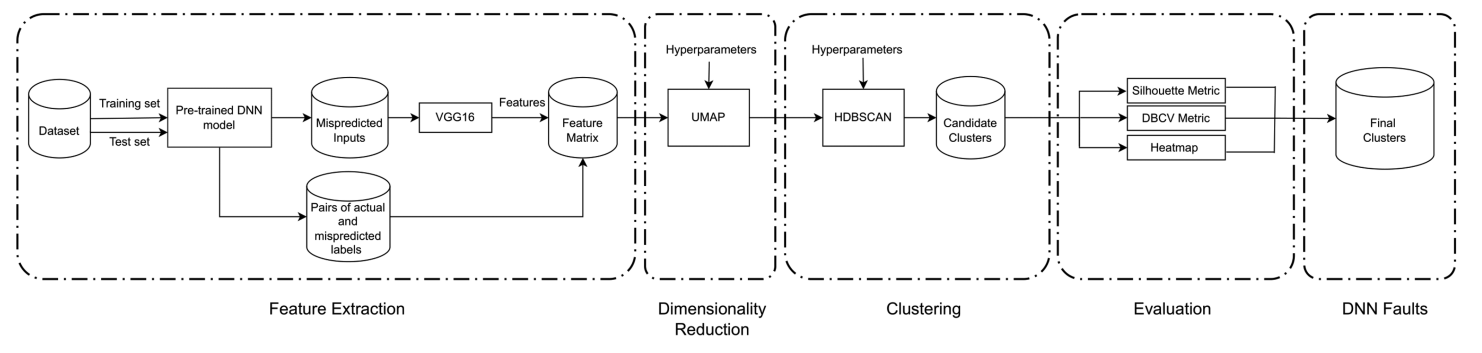 Dataset
Training set
Test set
Pre-trained DNN
model
Mispredicted
Inputs
VGG16
Features
Feature
Matrix
Pairs of actual
and
mispredicted
labels
Feature Extraction
Hyperparameters
UMAP
Dimensionality
Reduction
Hyperparameters
HDBSCAN
Candidate
Clusters
Clustering
Silhouette Metric
DBCV Metric
Heatmap
Evaluation
Final
Clusters
DNN Faults